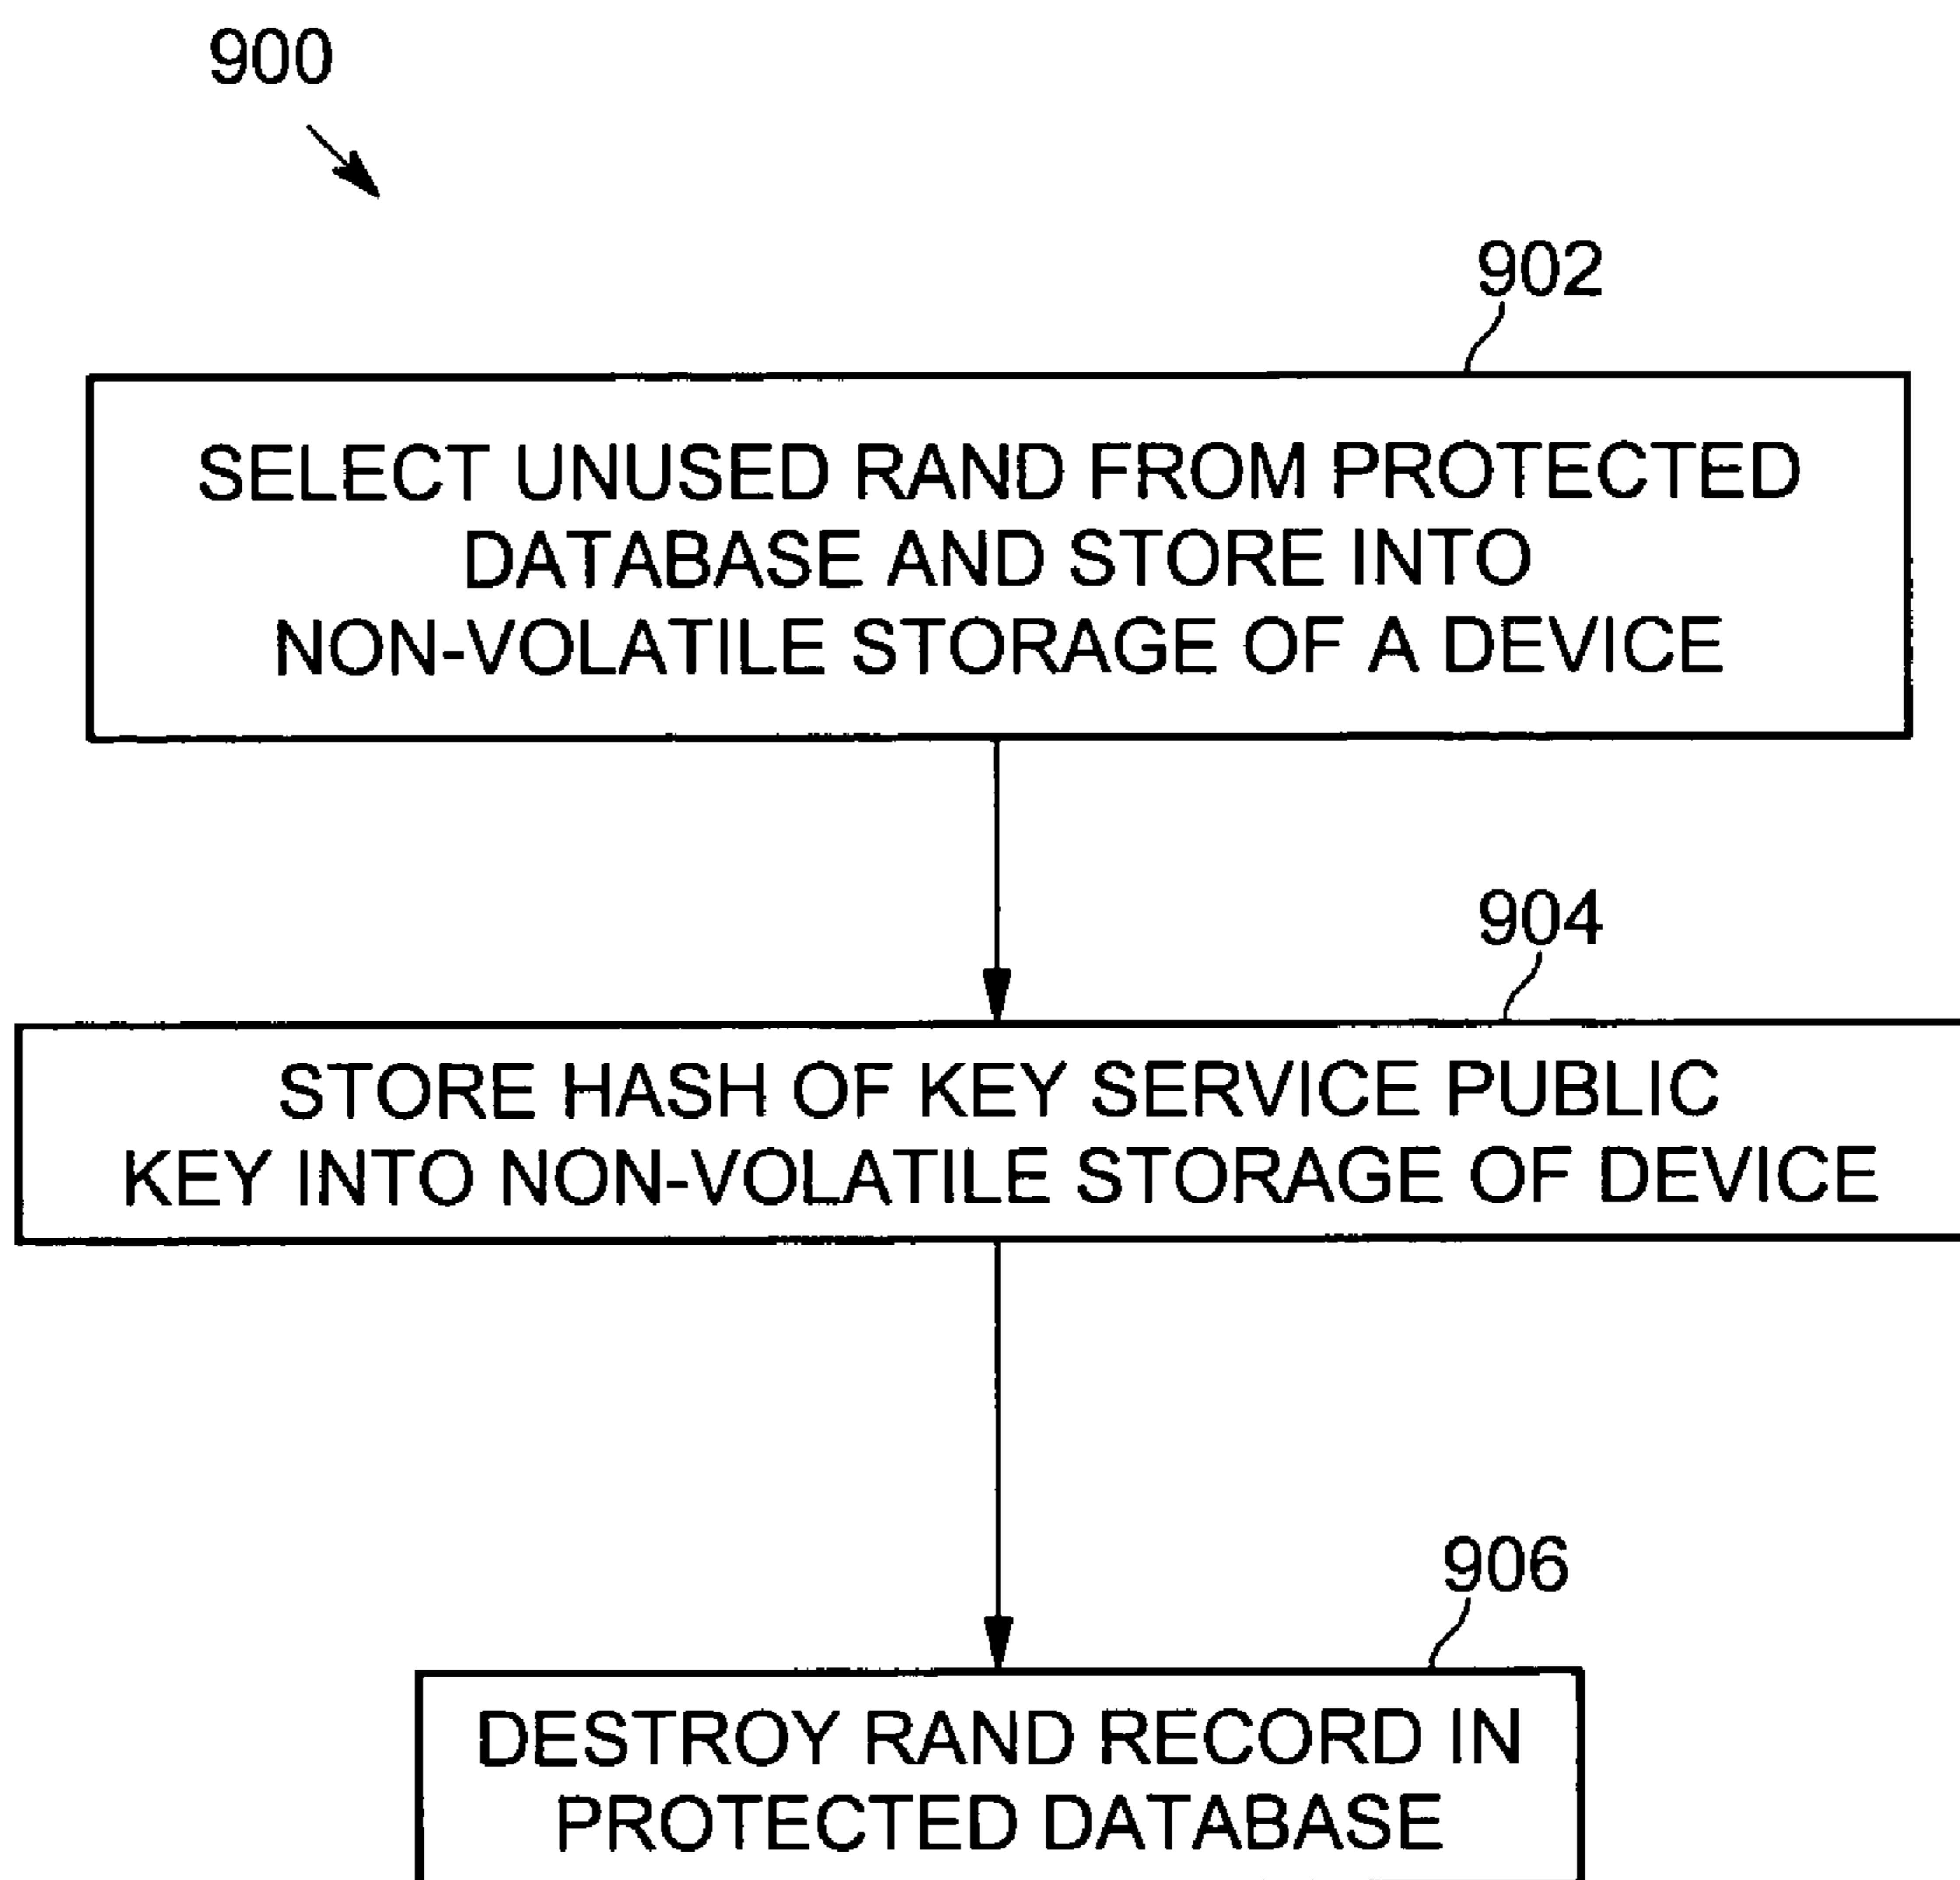 900
902
SELECT UNUSED RAND FROM PROTECTED
DATABASE AND STORE INTO
NON-VOLATILE STORAGE OF A DEVICE
904
STORE HASH OF KEY SERVICE PUBLIC
KEY INTO NON-VOLATILE STORAGE OF DEVICE
906
DESTROY RAND RECORD IN
PROTECTED DATABASE